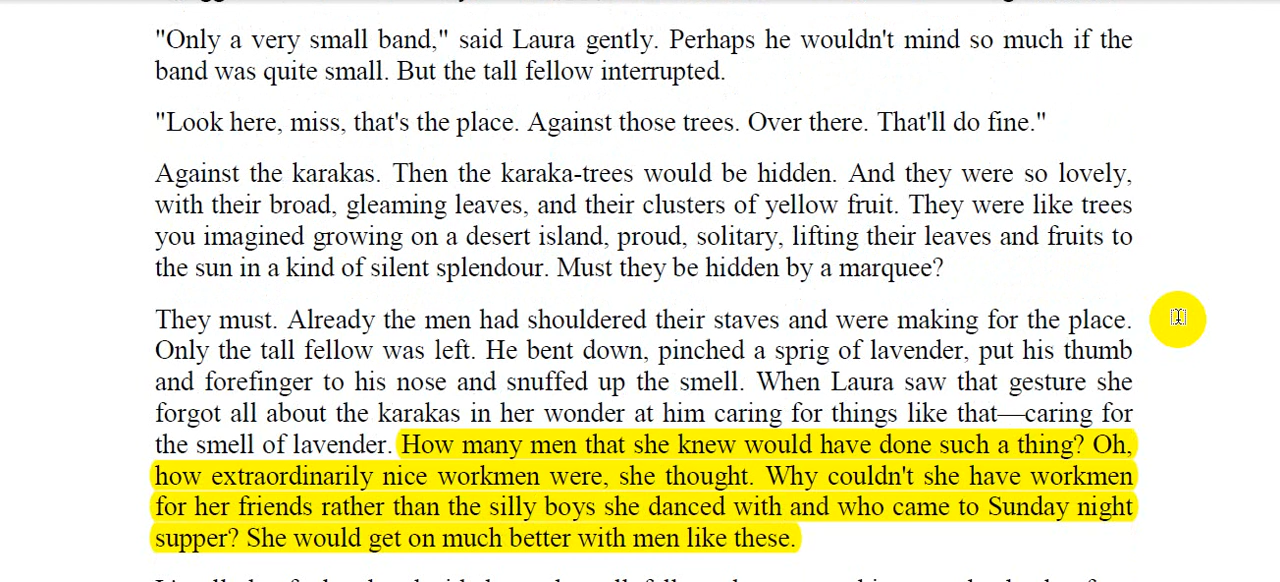 "Only a very small band," said Laura gently. Perhaps he wouldn't mind so much if the
band was quite small. But the tall fellow interrupted.
"Look here, miss, that's the place. Against those trees. Over there. That'll do fine."
Against the karakas. Then the karaka-trees would be hidden. And they were so lovely,
with their broad, gleaming leaves, and their clusters of yellow fruit. They were like trees
you imagined growing on a desert island, proud, solitary, lifting their leaves and fruits to
the sun in a kind of silent splendour. Must they be hidden by a marquee?
They must. Already the men had shouldered their staves and were making for the place.
Only the tall fellow was left. He bent down, pinched a sprig of lavender, put his thumb
and forefinger to his nose and snuffed up the smell. When Laura saw that gesture she
forgot all about the karakas in her wonder at him caring for things like that—caring for
the smell of lavender. How many men that she knew would have done such a thing? Oh,
how extraordinarily nice workmen were, she thought. Why couldn't she have workmen
for her friends rather than the silly boys she danced with and who came to Sunday night
supper? She would get on much better with men like these.